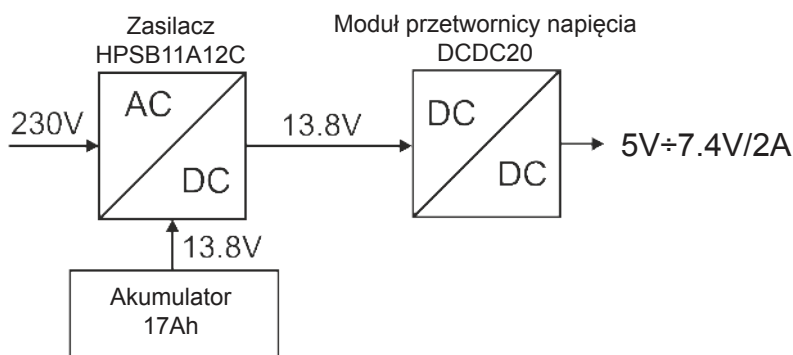 Zasilacz
HPSB11A12C
Moduł przetwornicy napięcia
DCDC20
230V
AC
DC
13.8V
DC
DC
5V÷7.4V/2A
13.8V
Akumulator
17Ah